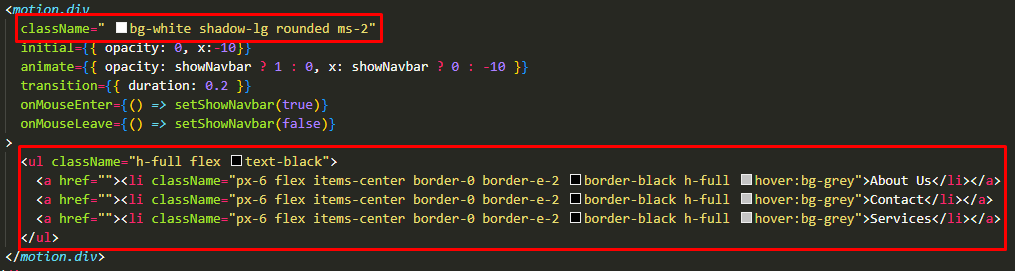 <motion.div
className=" bg-white shadow-lg rounded ms-2"
initial={{ opacity: 0, x:-10}}
animate={{ opacity: showNavbar ? 1 : 0, x: showNavbar ? 0 : -10 }}
transition={{ duration: 0.2 }}
onMouseEnter={() => setShowNavbar(true)}
onMouseLeave={() => setShowNavbar(false)}
>
<ul className="h-full flex text-black">
<a href=""><li className="px-6 flex items-center border-0 border-e-2 border-black h-full hover:bg-grey">About Us</li></a>
<a href=""><li className="px-6 flex items-center border-0 border-e-2 border-black h-full hover:bg-grey">Contact</li></a>
<a href=""><li className="px-6 flex items-center border-0 border-e-2 border-black h-full hover:bg-grey">Services</li></a>
</ul>
</motion.div>